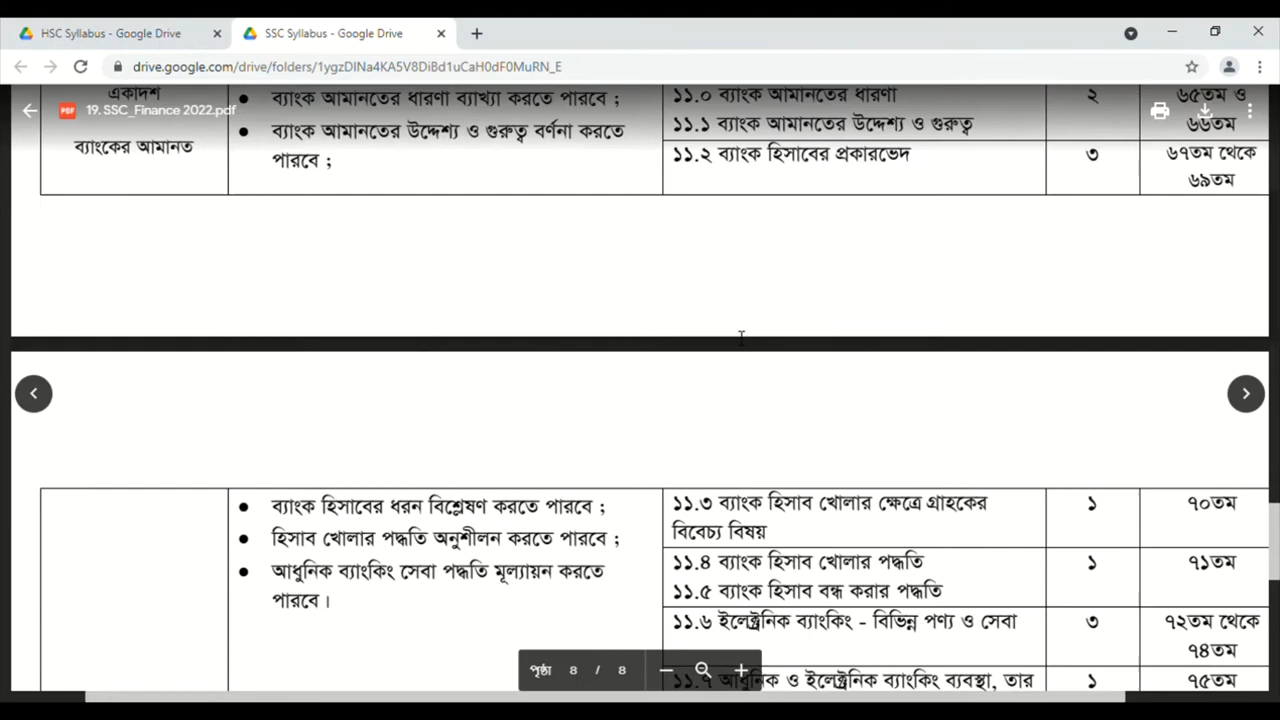 HSC Syllabus - Google Drive
SSC Syllabus - Google Drive
drive.google.com/drive/folders/1ygzDINa4KA5V8DiBd1uCaH0dF0MuRN_E
19. SSC_Finance 2022.pdf
একাদশ
ব্যাংকের আমানত
● ব্যাংক আমানতের ধারণা ব্যাখ্যা করতে পারবে ;
● ব্যাংক আমানতের উদ্দেশ্য ও গুরুত্ব বর্ণনা করতে
পারবে ;
১১.০ ব্যাংক আমানতের ধারণা
১১.১ ব্যাংক আমানতের উদ্দেশ্য ও গুরুত্ব
২
৬৫তম ও
৬৬তম
১১.২ ব্যাংক হিসাবের প্রকারভেদ
৩
৬৭তম থেকে
৬৯তম
● ব্যাংক হিসাবের ধরন বিশ্লেষণ করতে পারবে ;
● হিসাব খোলার পদ্ধতি অনুশীলন করতে পারবে ;
● আধুনিক ব্যাংকিং সেবা পদ্ধতি মূল্যায়ন করতে
পারবে।
১১.৩ ব্যাংক হিসাব খোলার ক্ষেত্রে গ্রাহকের
বিবেচ্য বিষয়
১
৭০তম
১১.৪ ব্যাংক হিসাব খোলার পদ্ধতি
১১.৫ ব্যাংক হিসাব বন্ধ করার পদ্ধতি
১
৭১তম
১১.৬ ইলেক্ট্রনিক ব্যাংকিং - বিভিন্ন পণ্য ও সেবা
৩
৭২তম থেকে
৭৪তম
১১.৭ আধুনিক ও ইলেক্ট্রনিক ব্যাংকিং ব্যবস্থা, তার
১
৭৫তম
পৃষ্ঠা 8 / 8